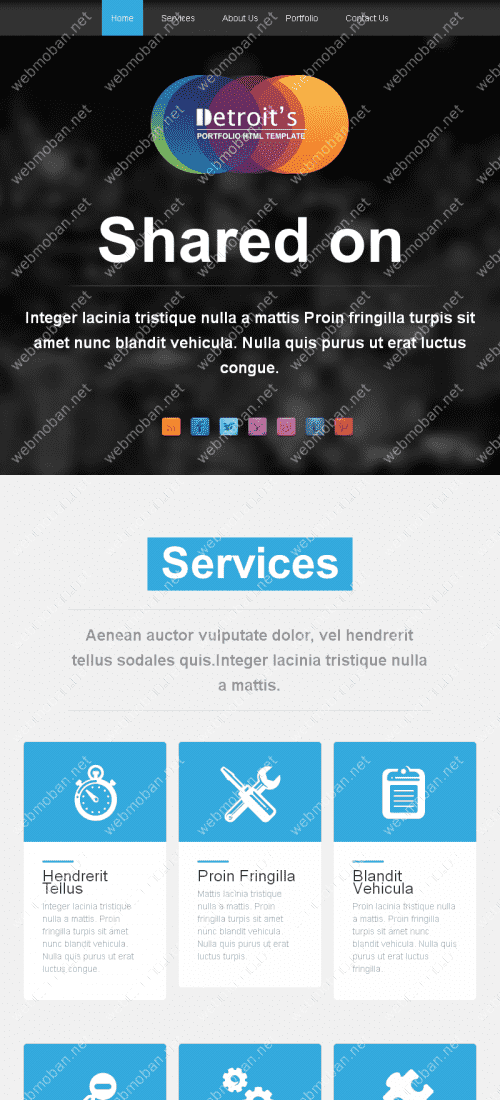 Home Services About Us Portfolio Contact Us
Detroit's
PORTFOLIO HTML TEMPLATE
Shared on
Integer lacinia tristique nulla a mattis Proin fringilla turpis sit
amet nunc blandit vehicula. Nulla quis purus ut erat luctus
congue.
Services
Aenean auctor vulputate dolor, vel hendrerit
tellus sodales quis.Integer lacinia tristique nulla
a mattis.
Hendrerit
Tellus
Integer lacinia tristique
nulla a mattis. Proin
fringilla turpis sit amet
nunc blandit vehicula.
Nulla quis purus ut erat
luctus congue.
Proin Fringilla
Mattis lacinia tristique
nulla a mattis. Proin
fringilla turpis sit amet
nunc blandit vehicula
Nulla quis purus ut erat
luctus turpis.
Blandit
Vehicula
Proin lacinia tristique nulla
a mattis. Proin fringilla
turpis sit amet nunc
blandit vehicula. Nulla quis
purus ut erat luctus
fringilla.
webmoban.net